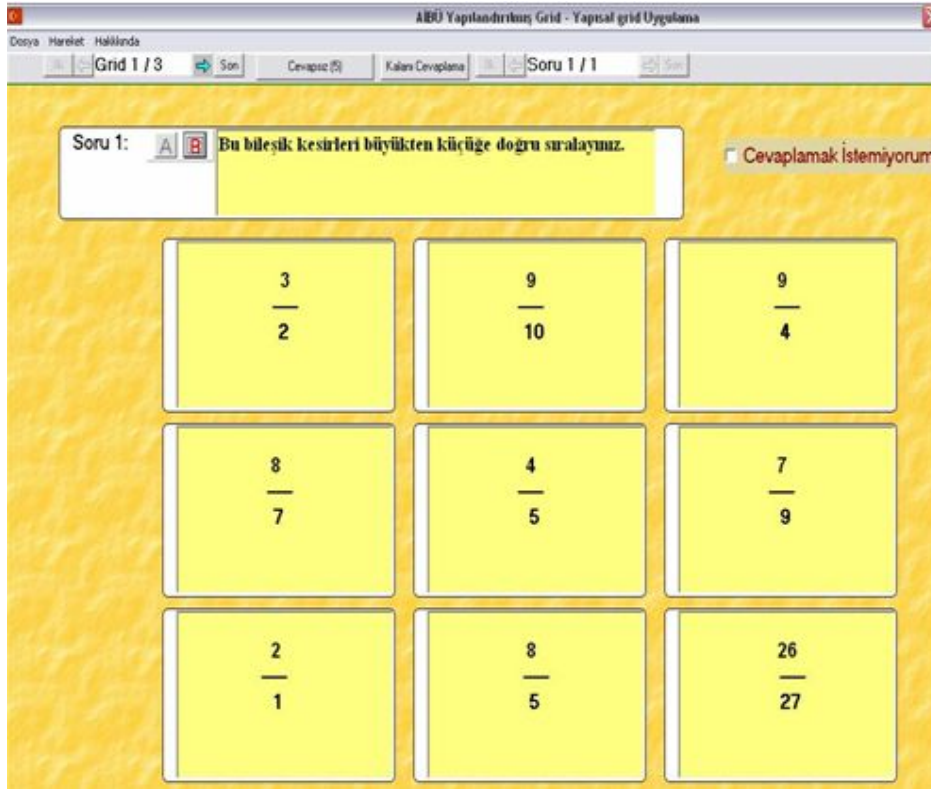 AİBÜ Yapılandırılmış Grid - Yapısal grid Uygulama
Dosya Hareket Hakkında
Grid 1 / 3 Son Cevapsız (5) Kalanı Cevaplama Soru 1 / 1 Son
Soru 1: A B Bu bileşik kesirleri büyükten küçüğe doğru sıralayınız.
Cevaplamak İstemiyorum
3 9 9
2 10 4
8 4 7
7 5 9
2 8 26
1 5 27